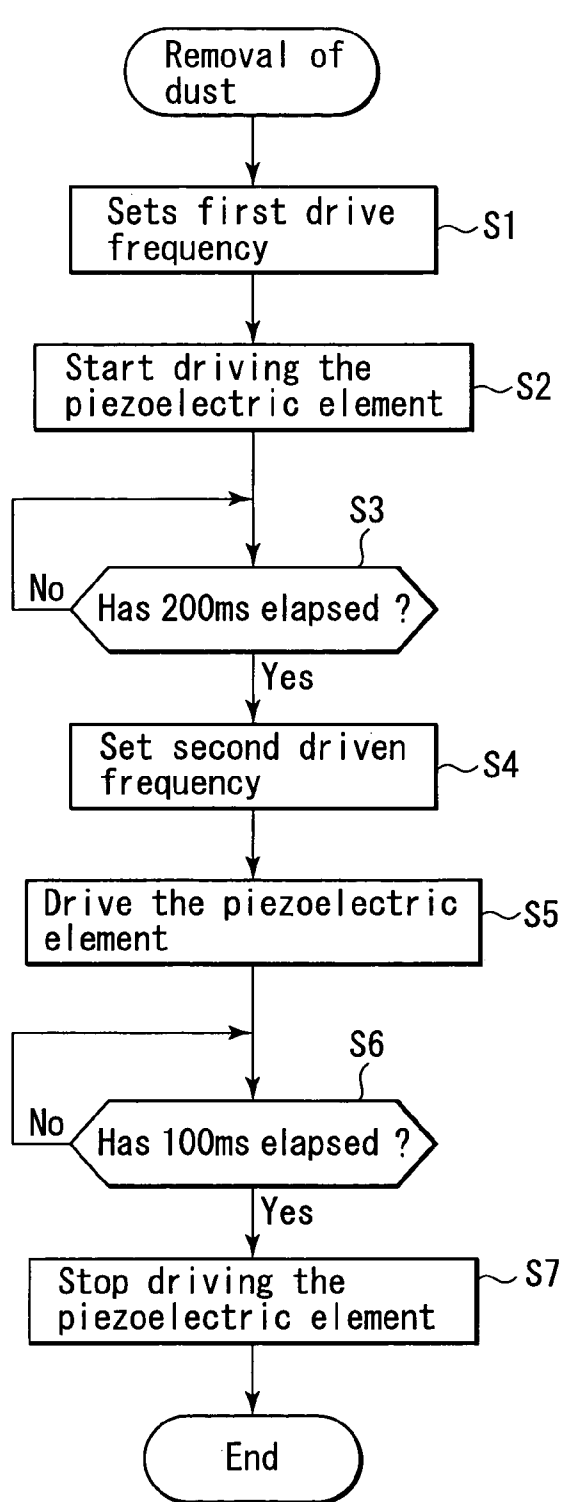 Removal of
dust
Sets first drive
frequency
S1
Start driving the
piezoelectric element
S2
S3
No
Has 200ms elapsed ?
Yes
Set second driven
frequency
S4
Drive the piezoelectric
element
S5
S6
No
Has 100ms elapsed ?
Yes
Stop driving the
piezoelectric element
S7
End